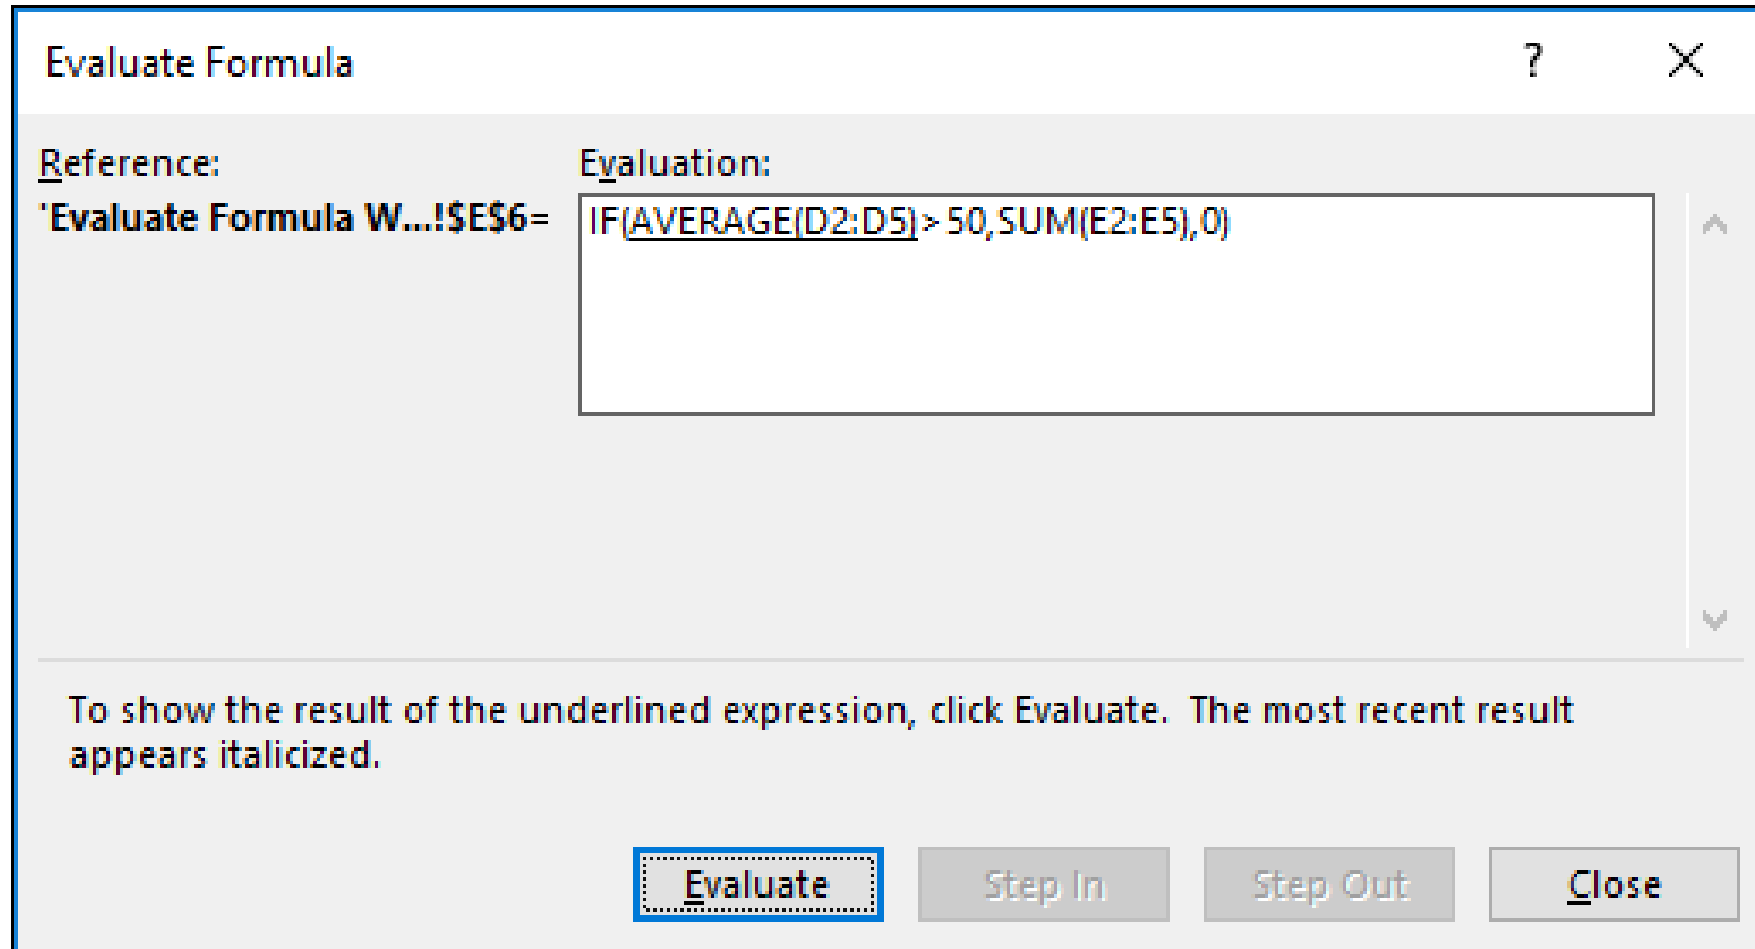 Evaluate Formula ?
Reference: Evaluation:
'Evaluate Formula W...!$E$6= IF(AVERAGE(D2:D5)>50,SUM(E2:E5),0)
To show the result of the underlined expression, click Evaluate.  The most recent result
appears italicized.
Evaluate Step In Step Out Close